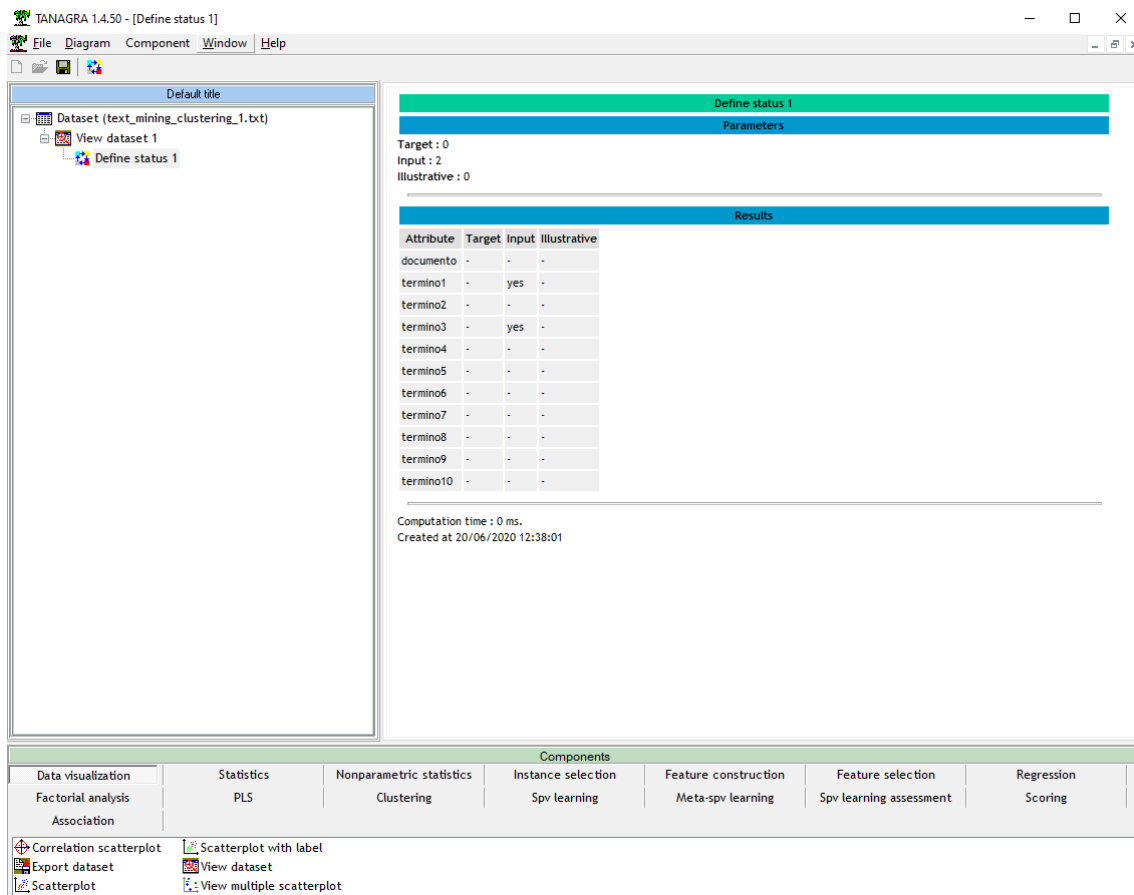 TANAGRA 1.4.50 - [Define status 1]
File Diagram Component Window Help
Default title
Dataset (text_mining_clustering_1.txt)
View dataset 1
Define status 1
Define status 1
Parameters
Target : 0
Input : 2
Illustrative : 0
Results
Attribute Target Input Illustrative
documento - - -
termino1 - yes -
termino2 - - -
termino3 - yes -
termino4 - - -
termino5 - - -
termino6 - - -
termino7 - - -
termino8 - - -
termino9 - - -
termino10 - - -
Computation time : 0 ms.
Created at 20/06/2020 12:38:01
Components
Data visualization Statistics Nonparametric statistics Instance selection Feature construction Feature selection Regression
Factorial analysis PLS Clustering Spv learning Meta-spv learning Spv learning assessment Scoring
Association
Correlation scatterplot Scatterplot with label
Export dataset View dataset
Scatterplot View multiple scatterplot